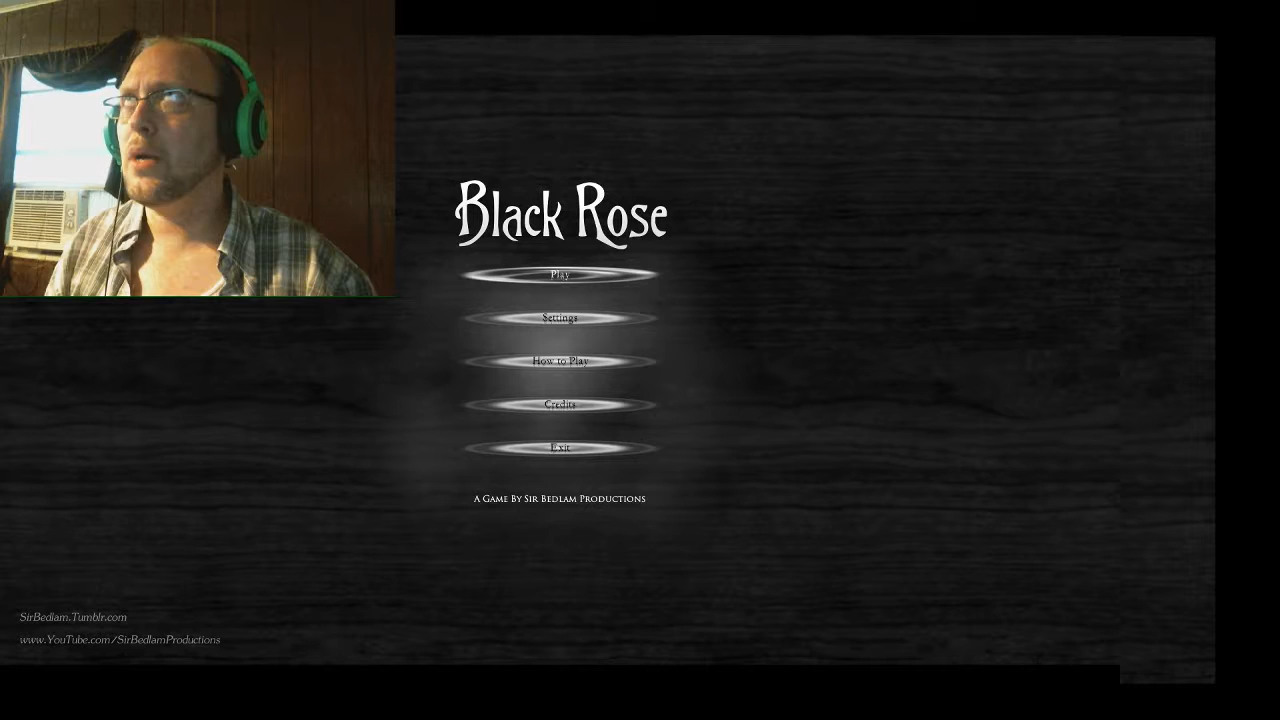 Black Rose
Play
Settings
How to Play
Credits
Exit
A Game By Sir Bedlam Productions
SirBedlam.Tumblr.com
www.YouTube.com/SirBedlamProductions